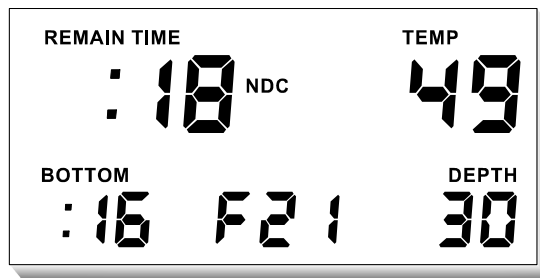 REMAIN TIME TEMP
:18 NDC 49
BOTTOM DEPTH
:16 F21 30